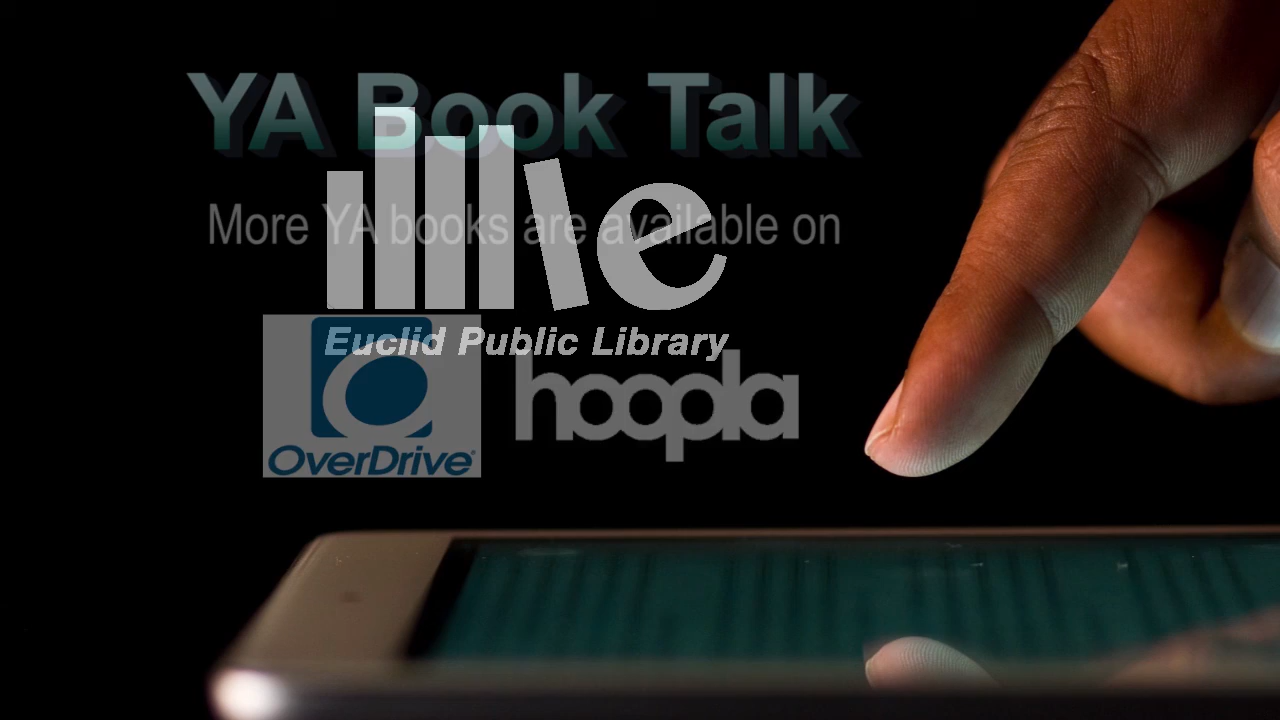 YA Book Talk
More YA books are available on
e
Euclid Public Library
OverDrive®
hoopla